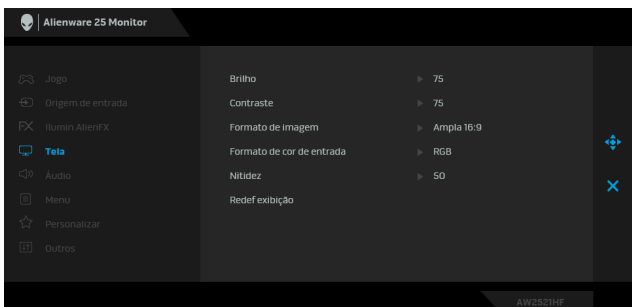 Alienware 25 Monitor
Jogo
Origem de entrada
FX Ilumin AlienFX
Tela
Áudio
Menu
Personalizar
Outros
Brilho 75
Contraste 75
Formato de imagem Ampla 16:9
Formato de cor de entrada RGB
Nitidez 50
Redef exibição
AW2521HF